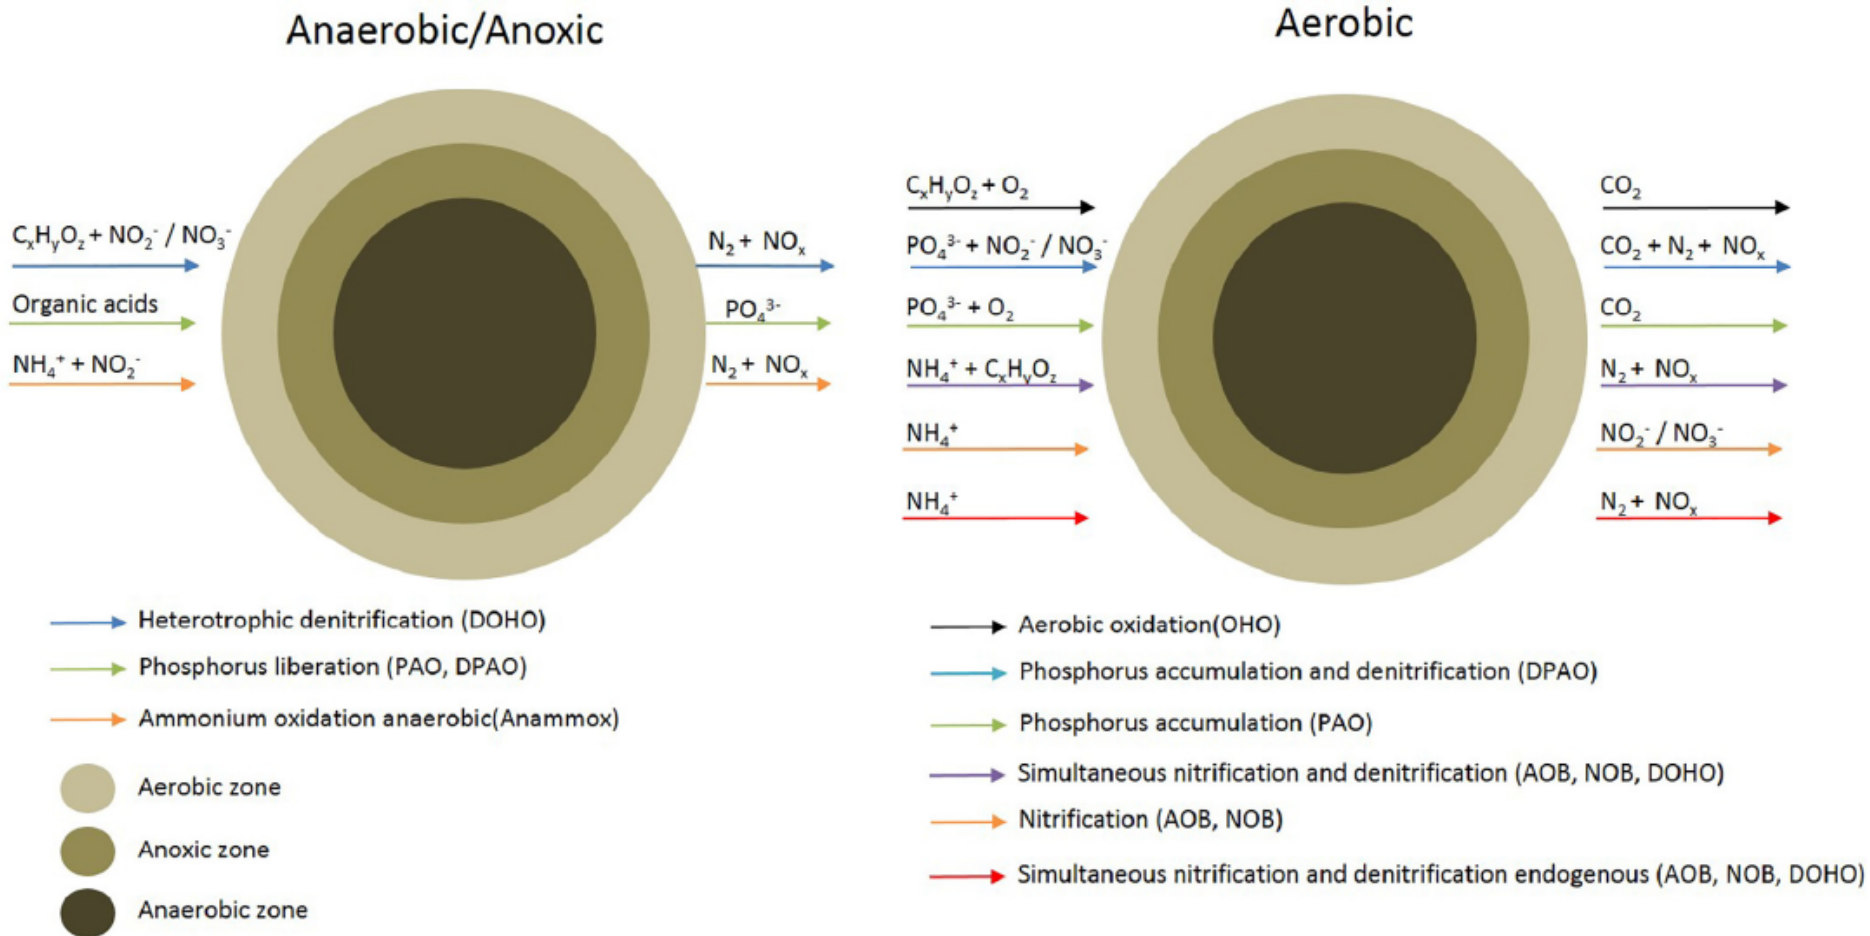 Anaerobic/Anoxic
CₓHᵧO_z + NO₂⁻ / NO₃⁻
Organic acids
NH₄⁺ + NO₂⁻
N₂ + NOₓ
PO₄³⁻
N₂ + NOₓ
Heterotrophic denitrification (DOHO)
Phosphorus liberation (PAO, DPAO)
Ammonium oxidation anaerobic(Anammox)
Aerobic zone
Anoxic zone
Anaerobic zone
Aerobic
CₓHᵧO_z + O₂
PO₄³⁻ + NO₂⁻ / NO₃⁻
PO₄³⁻ + O₂
NH₄⁺ + CₓHᵧO_z
NH₄⁺
NH₄⁺
CO₂
CO₂ + N₂ + NOₓ
CO₂
N₂ + NOₓ
NO₂⁻ / NO₃⁻
N₂ + NOₓ
Aerobic oxidation(OHO)
Phosphorus accumulation and denitrification (DPAO)
Phosphorus accumulation (PAO)
Simultaneous nitrification and denitrification (AOB, NOB, DOHO)
Nitrification (AOB, NOB)
Simultaneous nitrification and denitrification endogenous (AOB, NOB, DOHO)